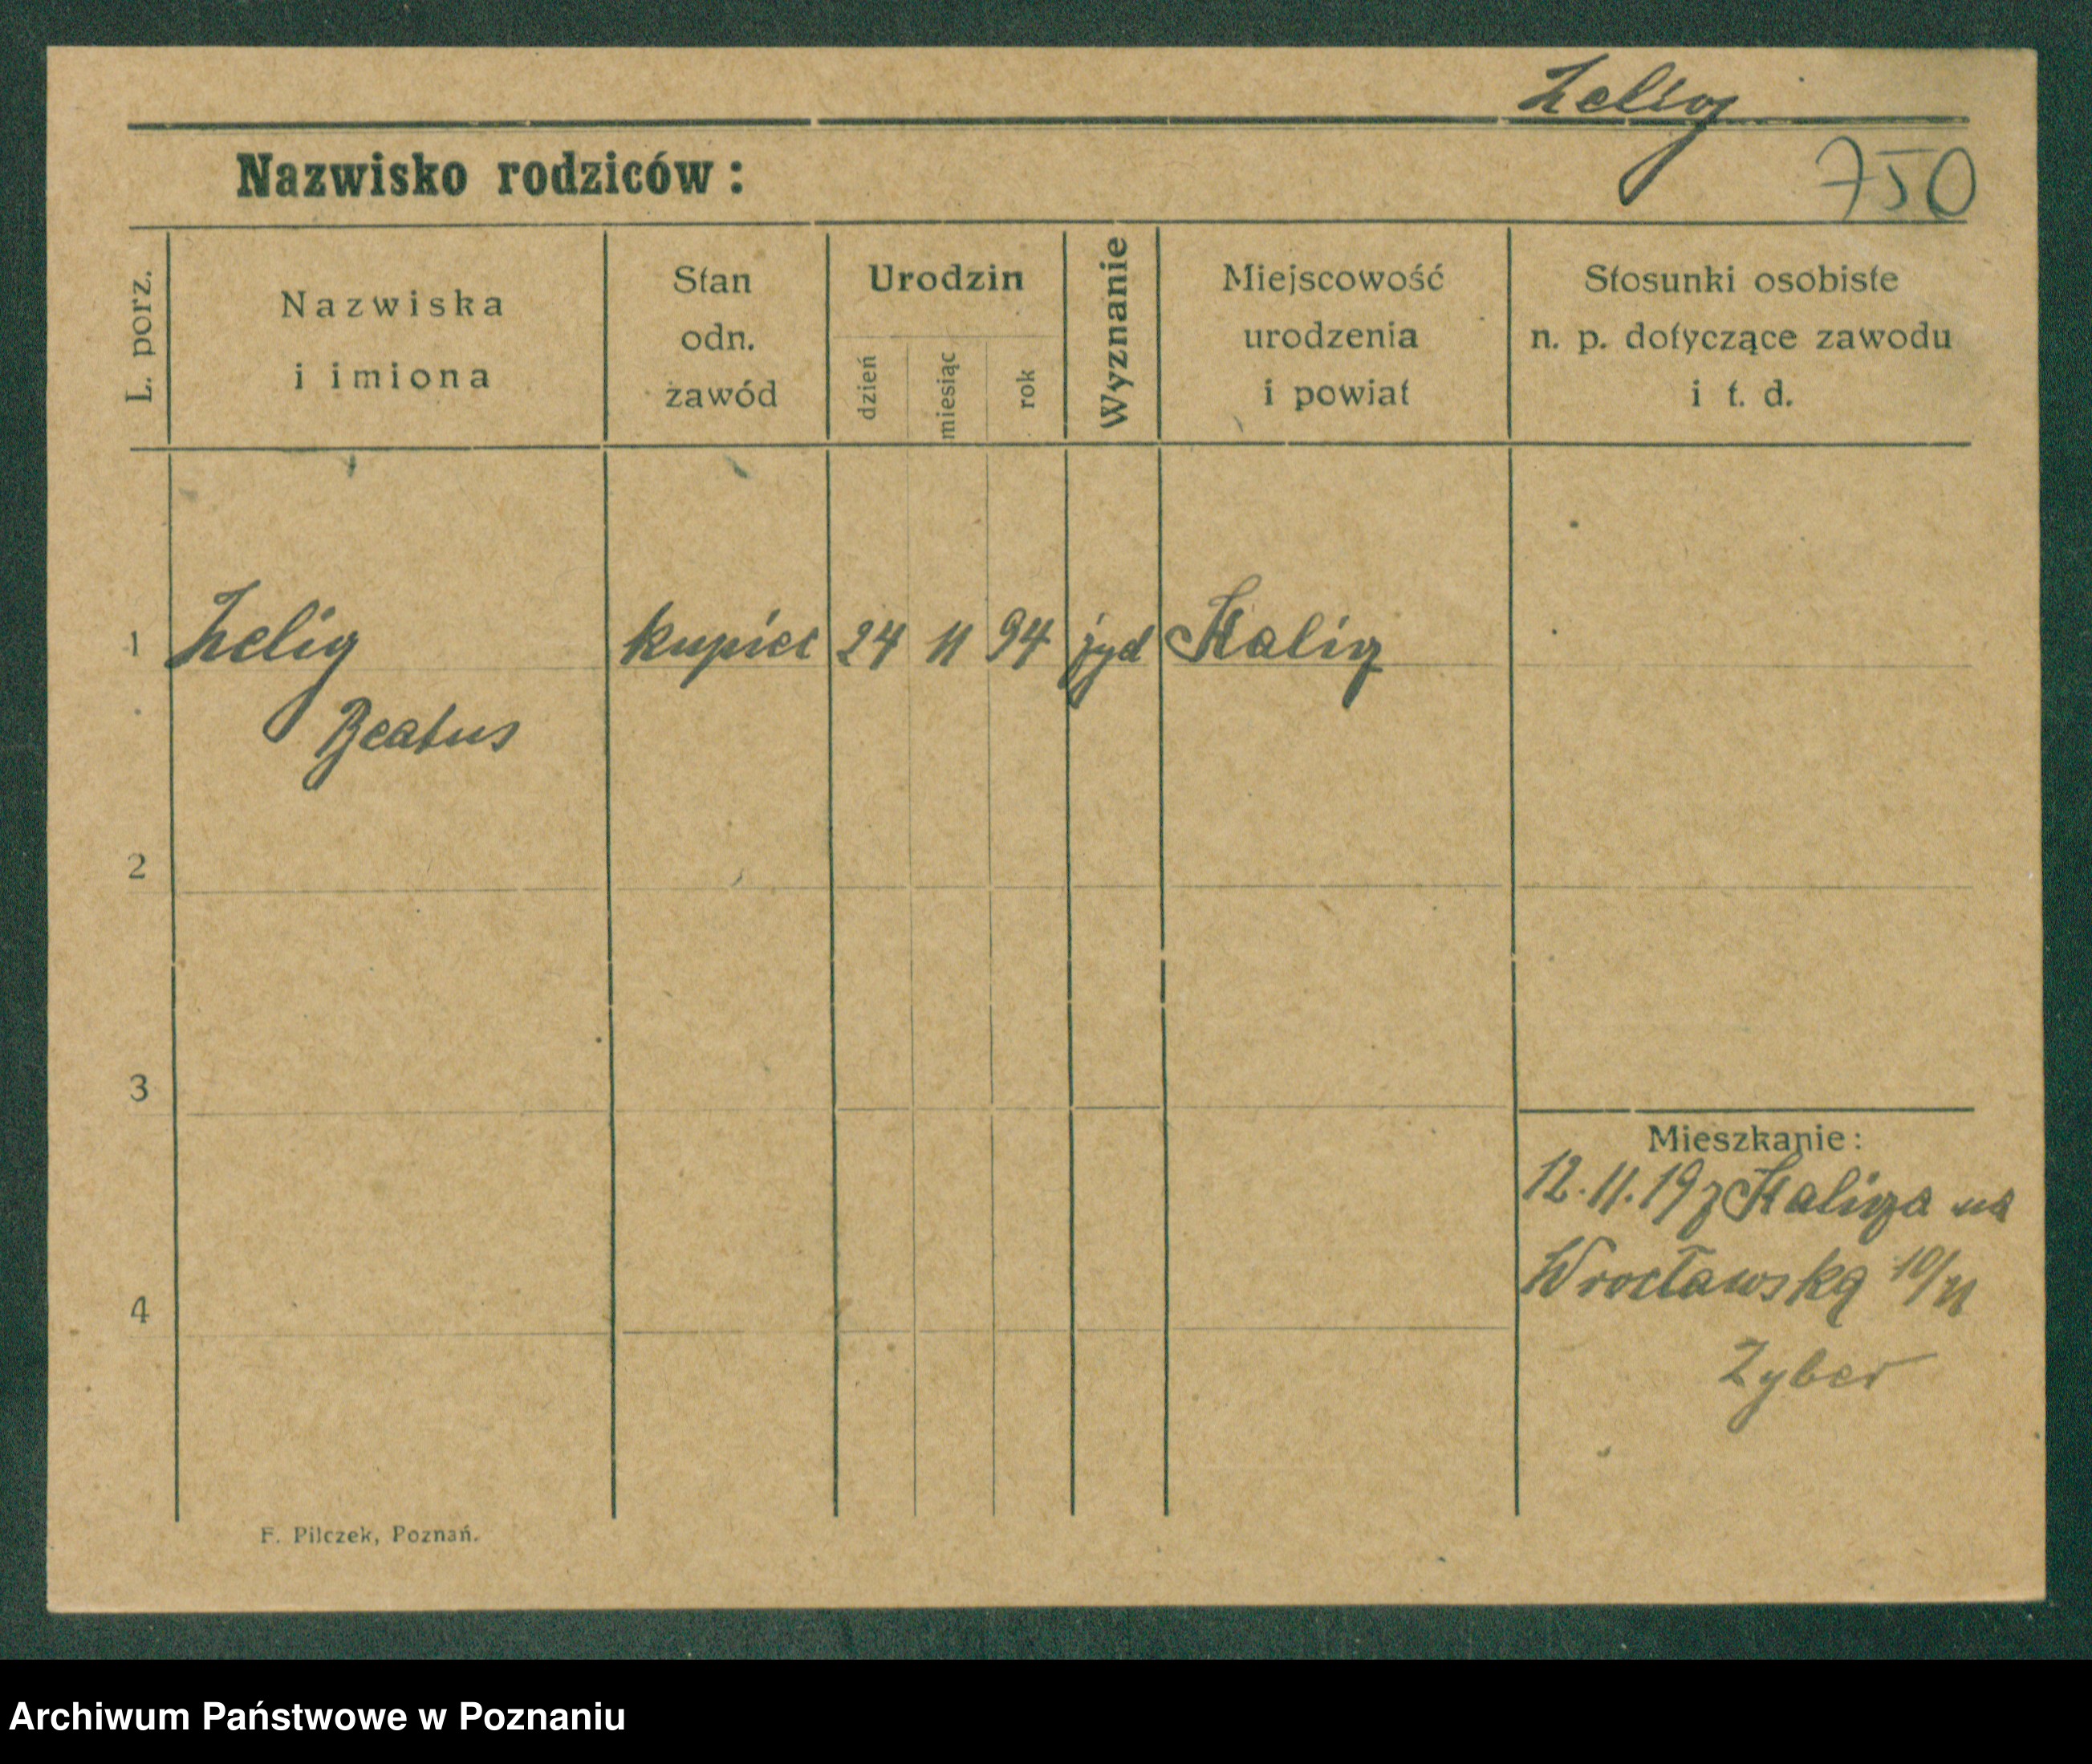 Zelig
Nazwisko rodziców:
750
L. porz.
Nazwiska
i imiona
Stan
odn.
zawód
Urodzin
dzień
miesiąc
rok
Wyznanie
Miejscowość
urodzenia
i powiat
Stosunki osobiste
n. p. dotyczące zawodu
i t. d.
1 Zelig kupiec 24 11 94 żyd Kalisz
Beatus
2
3
Mieszkanie:
12.11.19 z Kalisza na
Wrocławską 10/11
4
Zyber
F. Pilczek, Poznań.
Archiwum Państwowe w Poznaniu